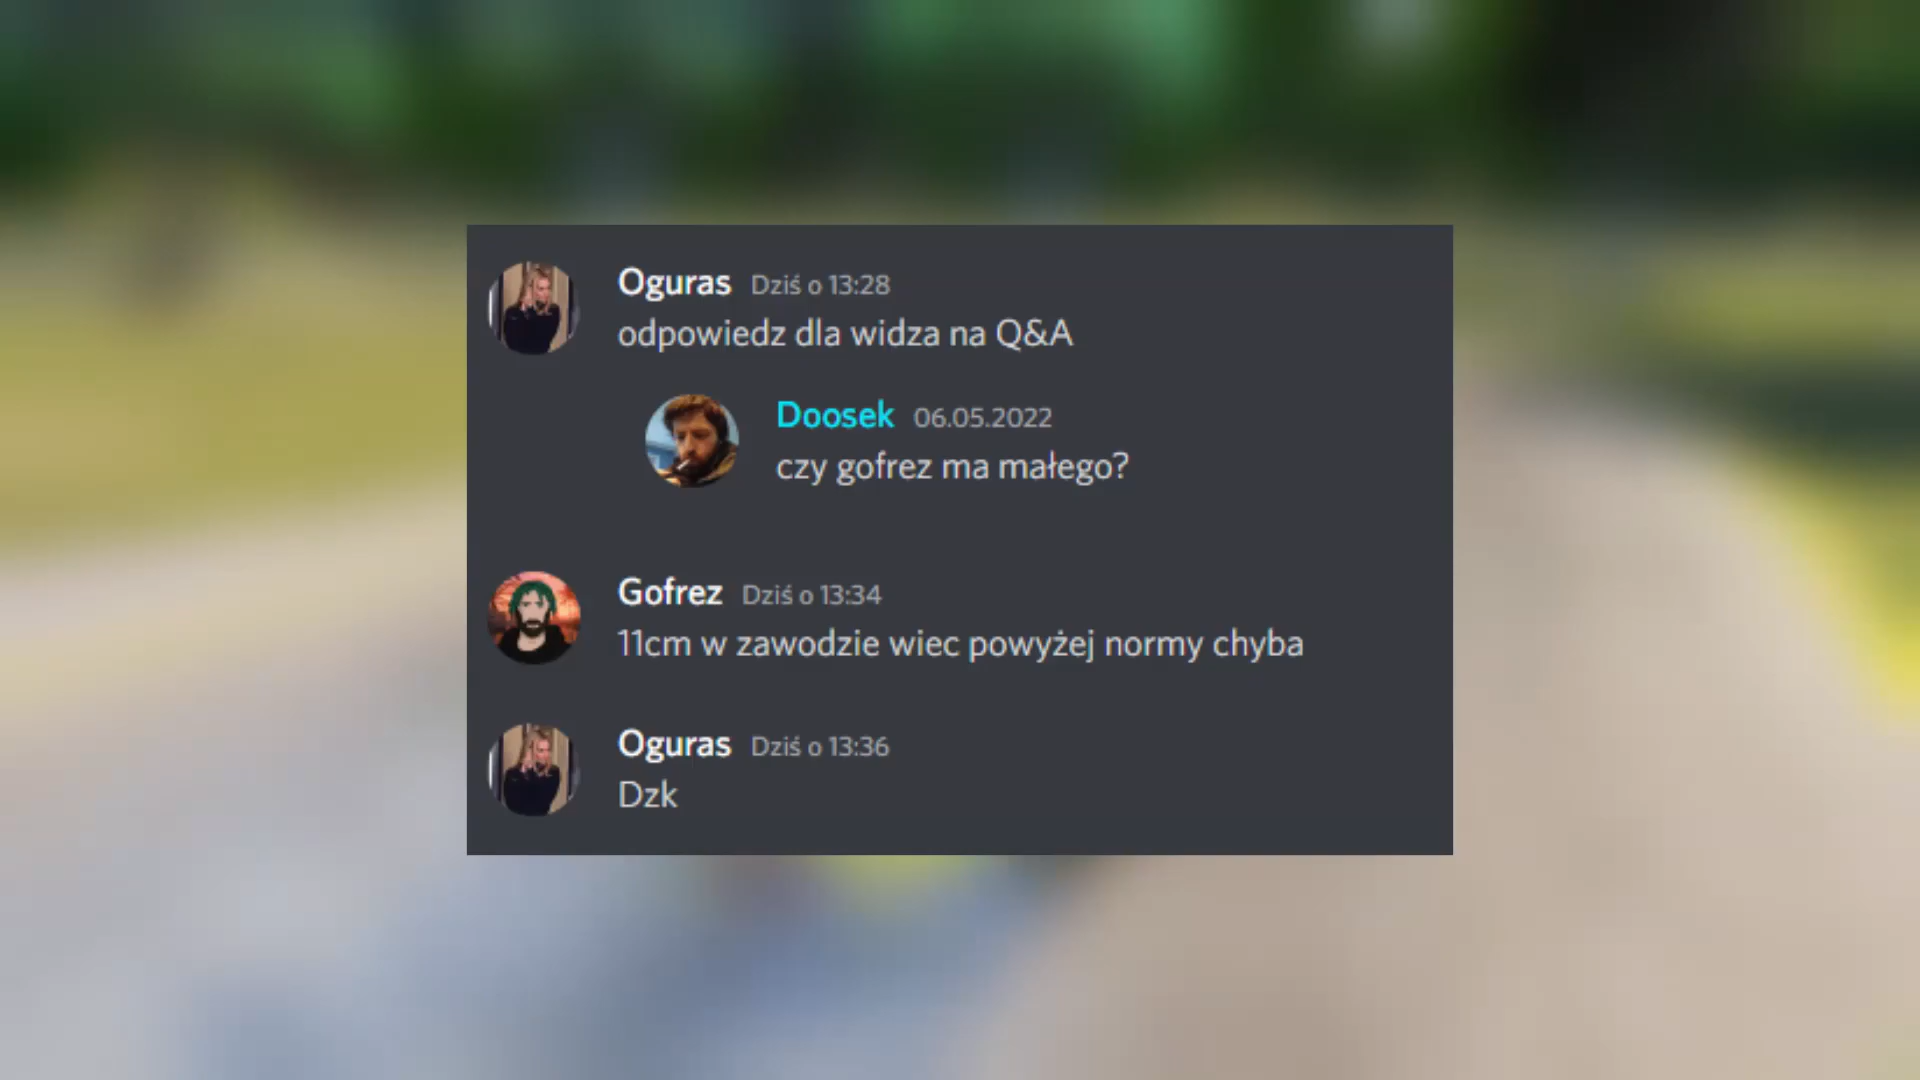 Oguras Dziś o 13:28
odpowiedz dla widza na Q&A
Doosek 06.05.2022
czy gofrez ma małego?
Gofrez Dziś o 13:34
11cm w zawodzie wiec powyżej normy chyba
Oguras Dziś o 13:36
Dzk